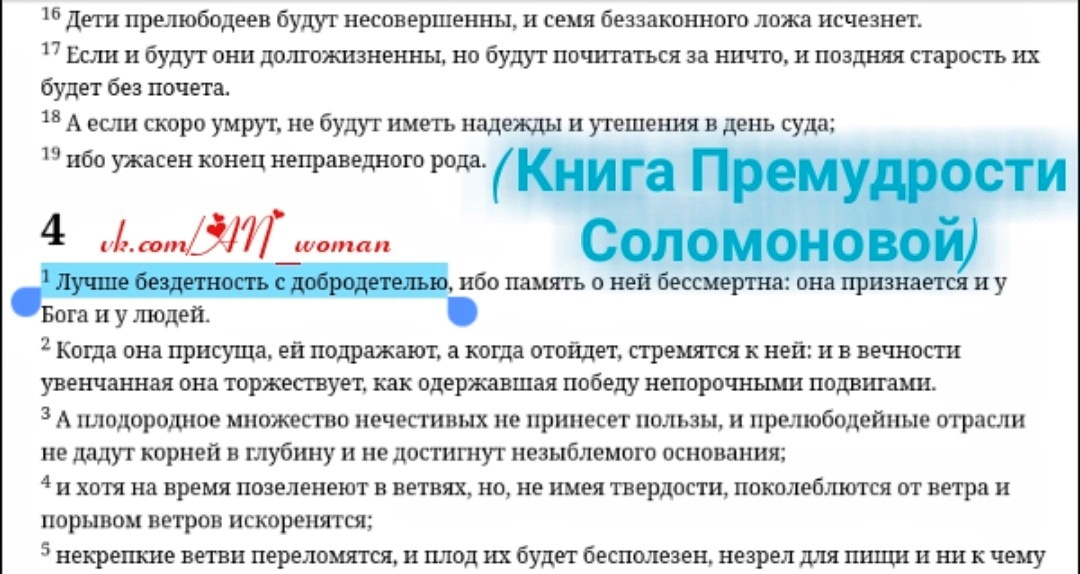 16 Дети прелюбодеев будут несовершенны, и семя беззаконного ложа исчезнет.
17 Если и будут они долгожизненны, но будут почитаться за ничто, и поздняя старость их
будет без почета.
18 А если скоро умрут, не будут иметь надежды и утешения в день суда;
19 ибо ужасен конец неправедного рода.
(Книга Премудрости
Соломоновой)
4
vk.com/AN_woman
1 Лучше бездетность с добродетелью, ибо память о ней бессмертна: она признается и у
Бога и у людей.
2 Когда она присуща, ей подражают, а когда отойдет, стремятся к ней: и в вечности
увенчанная она торжествует, как одержавшая победу непорочными подвигами.
3 А плодородное множество нечестивых не принесет пользы, и прелюбодейные отрасли
не дадут корней в глубину и не достигнут незыблемого основания;
4 и хотя на время позеленеют в ветвях, но, не имея твердости, поколеблются от ветра и
порывом ветров искоренятся;
5 некрепкие ветви переломятся, и плод их будет бесполезен, незрел для пищи и ни к чему